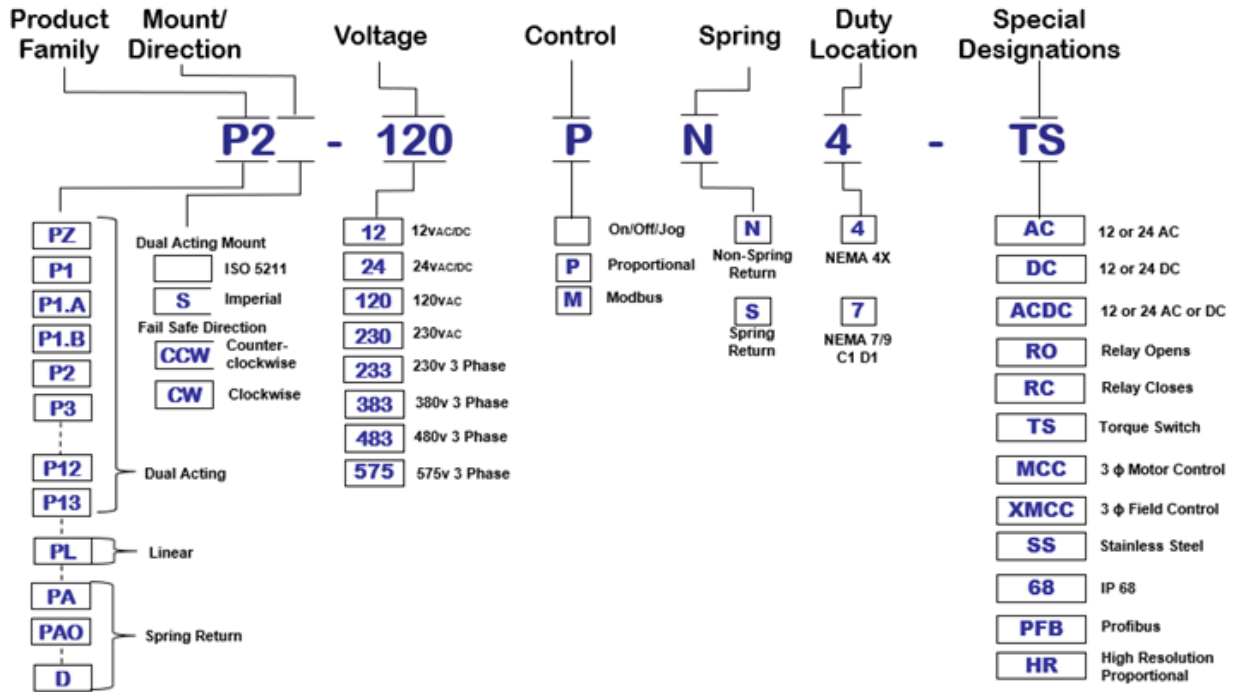 Product Family
Mount/ Direction
Voltage
Control
Spring
Duty Location
Special Designations
P2 - 120 P N 4 - TS
PZ
P1
P1.A
P1.B
P2
P3
P12
P13
Dual Acting
PL
Linear
PA
PAO
D
Spring Return
Dual Acting Mount
ISO 5211
S Imperial
Fail Safe Direction
CCW Counter-
clockwise
CW Clockwise
12 12VAC/DC
24 24VAC/DC
120 120VAC
230 230VAC
233 230v 3 Phase
383 380v 3 Phase
483 480v 3 Phase
575 575v 3 Phase
On/Off/Jog
P Proportional
M Modbus
N
Non-Spring
Return
S
Spring
Return
4
NEMA 4X
7
NEMA 7/9
C1 D1
AC 12 or 24 AC
DC 12 or 24 DC
ACDC 12 or 24 AC or DC
RO Relay Opens
RC Relay Closes
TS Torque Switch
MCC 3 ϕ Motor Control
XMCC 3 ϕ Field Control
SS Stainless Steel
68 IP 68
PFB Profibus
HR High Resolution
Proportional